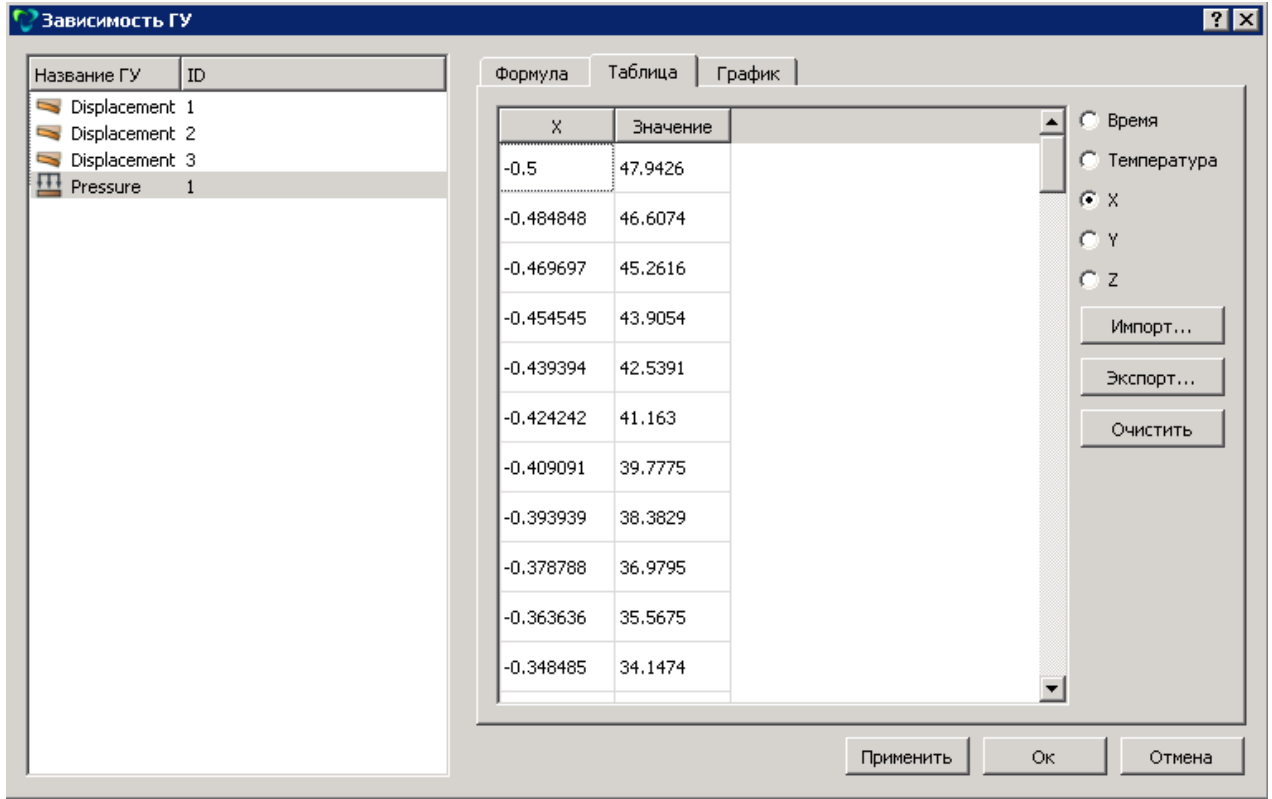 Зависимость ГУ
Название ГУ ID
Displacement 1
Displacement 2
Displacement 3
Pressure 1
Формула Таблица График
X Значение
-0.5 47.9426
-0.484848 46.6074
-0.469697 45.2616
-0.454545 43.9054
-0.439394 42.5391
-0.424242 41.163
-0.409091 39.7775
-0.393939 38.3829
-0.378788 36.9795
-0.363636 35.5675
-0.348485 34.1474
Время
Температура
X
Y
Z
Импорт...
Экспорт...
Очистить
Применить Ок Отмена